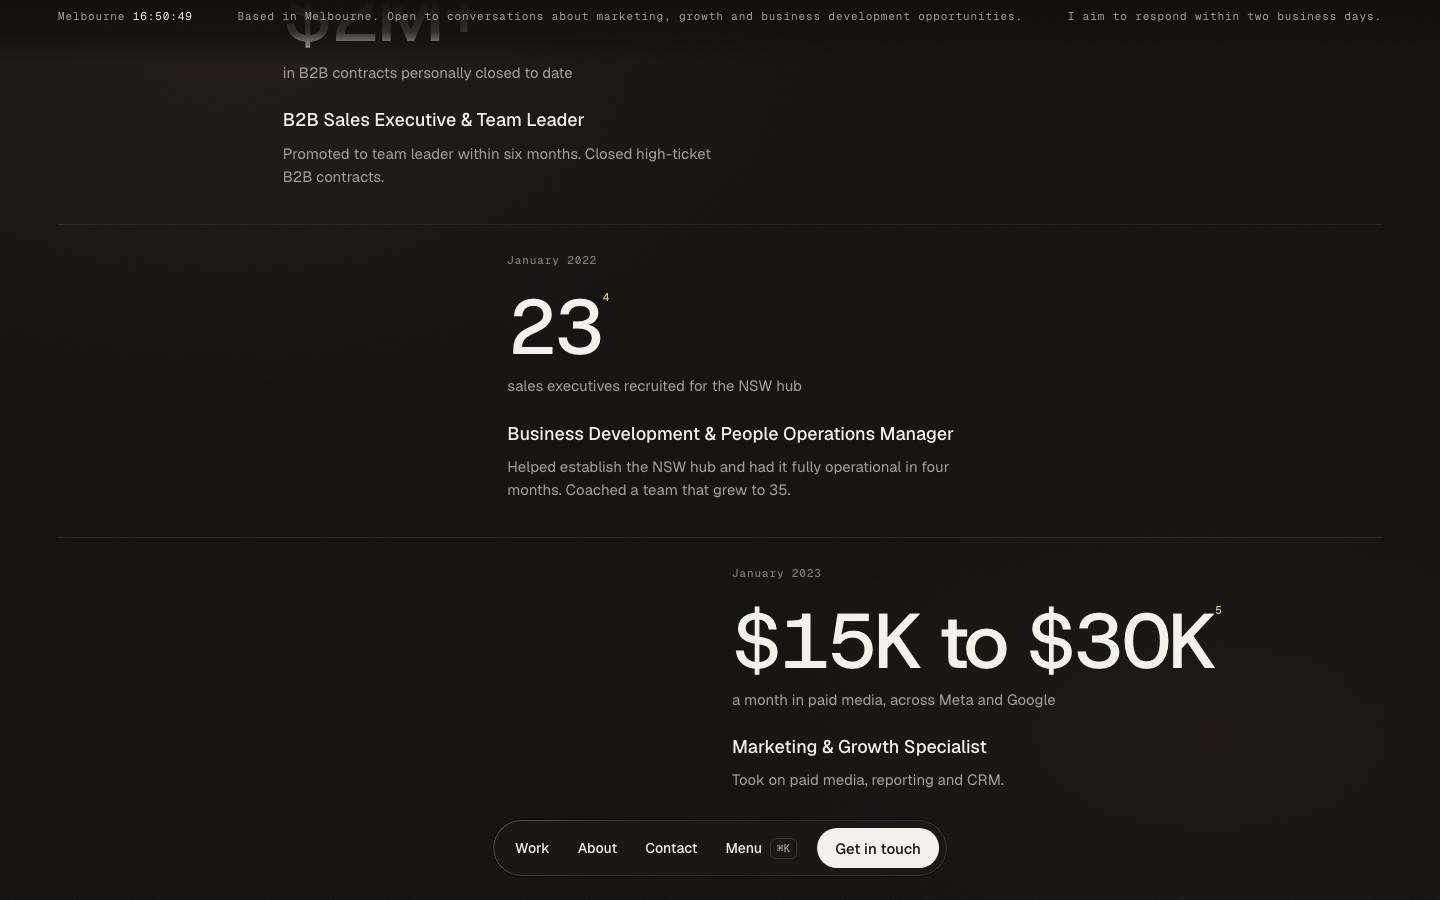 Melbourne 16:50:49 Based in Melbourne. Open to conversations about marketing, growth and business development opportunities. I aim to respond within two business days.
$2M+
in B2B contracts personally closed to date
B2B Sales Executive & Team Leader
Promoted to team leader within six months. Closed high-ticket
B2B contracts.
January 2022
23 4
sales executives recruited for the NSW hub
Business Development & People Operations Manager
Helped establish the NSW hub and had it fully operational in four
months. Coached a team that grew to 35.
January 2023
$15K to $30K 5
a month in paid media, across Meta and Google
Marketing & Growth Specialist
Took on paid media, reporting and CRM.
Work About Contact Menu ⌘K Get in touch